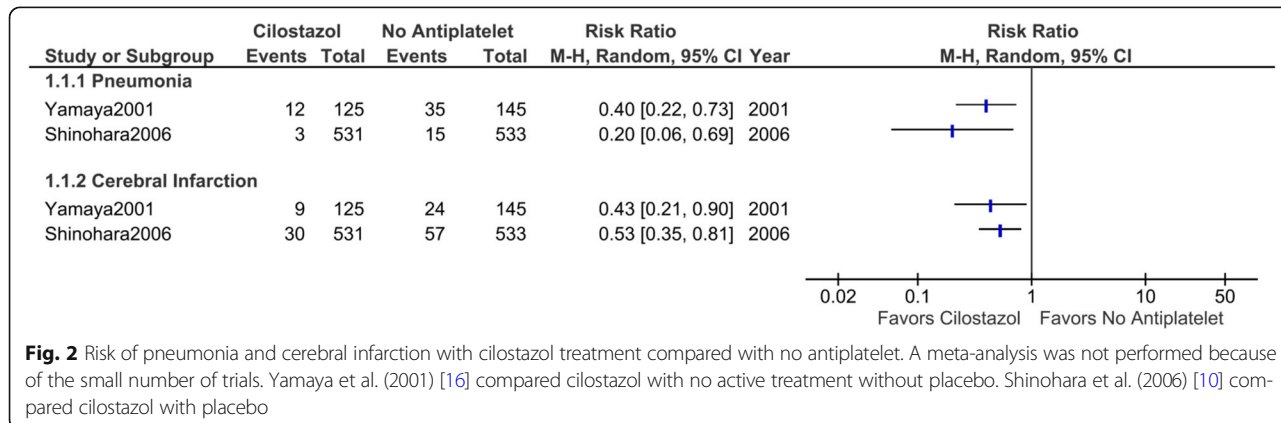 Cilostazol No Antiplatelet Risk Ratio Risk Ratio
Study or Subgroup Events Total Events Total M-H, Random, 95% CI Year M-H, Random, 95% CI
1.1.1 Pneumonia
Yamaya2001 12 125 35 145 0.40 [0.22, 0.73] 2001
Shinohara2006 3 531 15 533 0.20 [0.06, 0.69] 2006
1.1.2 Cerebral Infarction
Yamaya2001 9 125 24 145 0.43 [0.21, 0.90] 2001
Shinohara2006 30 531 57 533 0.53 [0.35, 0.81] 2006
0.02 0.1 1 10 50
Favors Cilostazol Favors No Antiplatelet
Fig. 2 Risk of pneumonia and cerebral infarction with cilostazol treatment compared with no antiplatelet. A meta-analysis was not performed because
of the small number of trials. Yamaya et al. (2001) [16] compared cilostazol with no active treatment without placebo. Shinohara et al. (2006) [10] com-
pared cilostazol with placebo